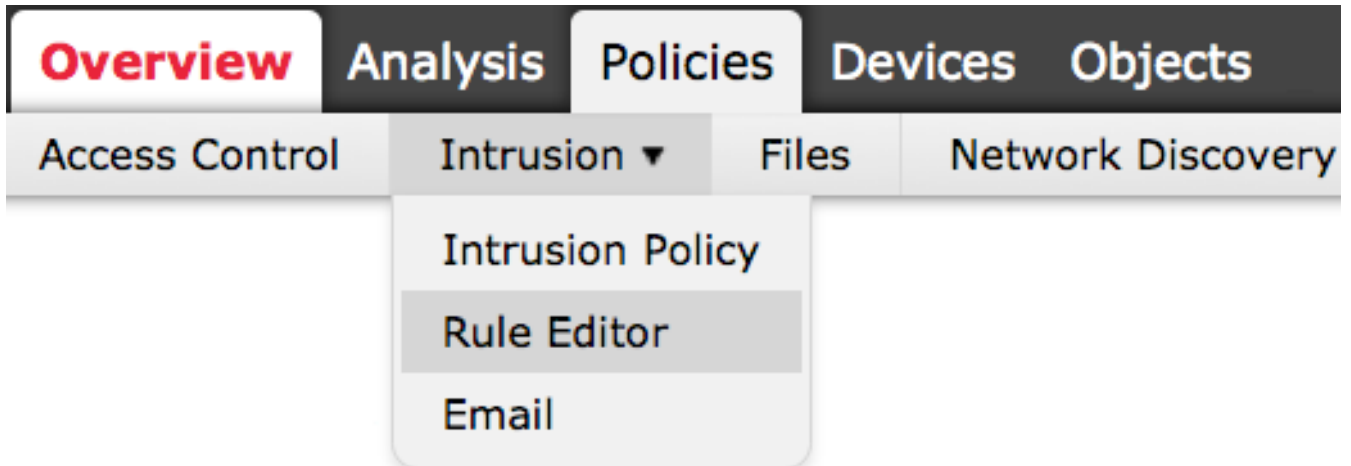 Overview Analysis Policies Devices Objects
Access Control Intrusion ▼ Files Network Discovery
Intrusion Policy
Rule Editor
Email